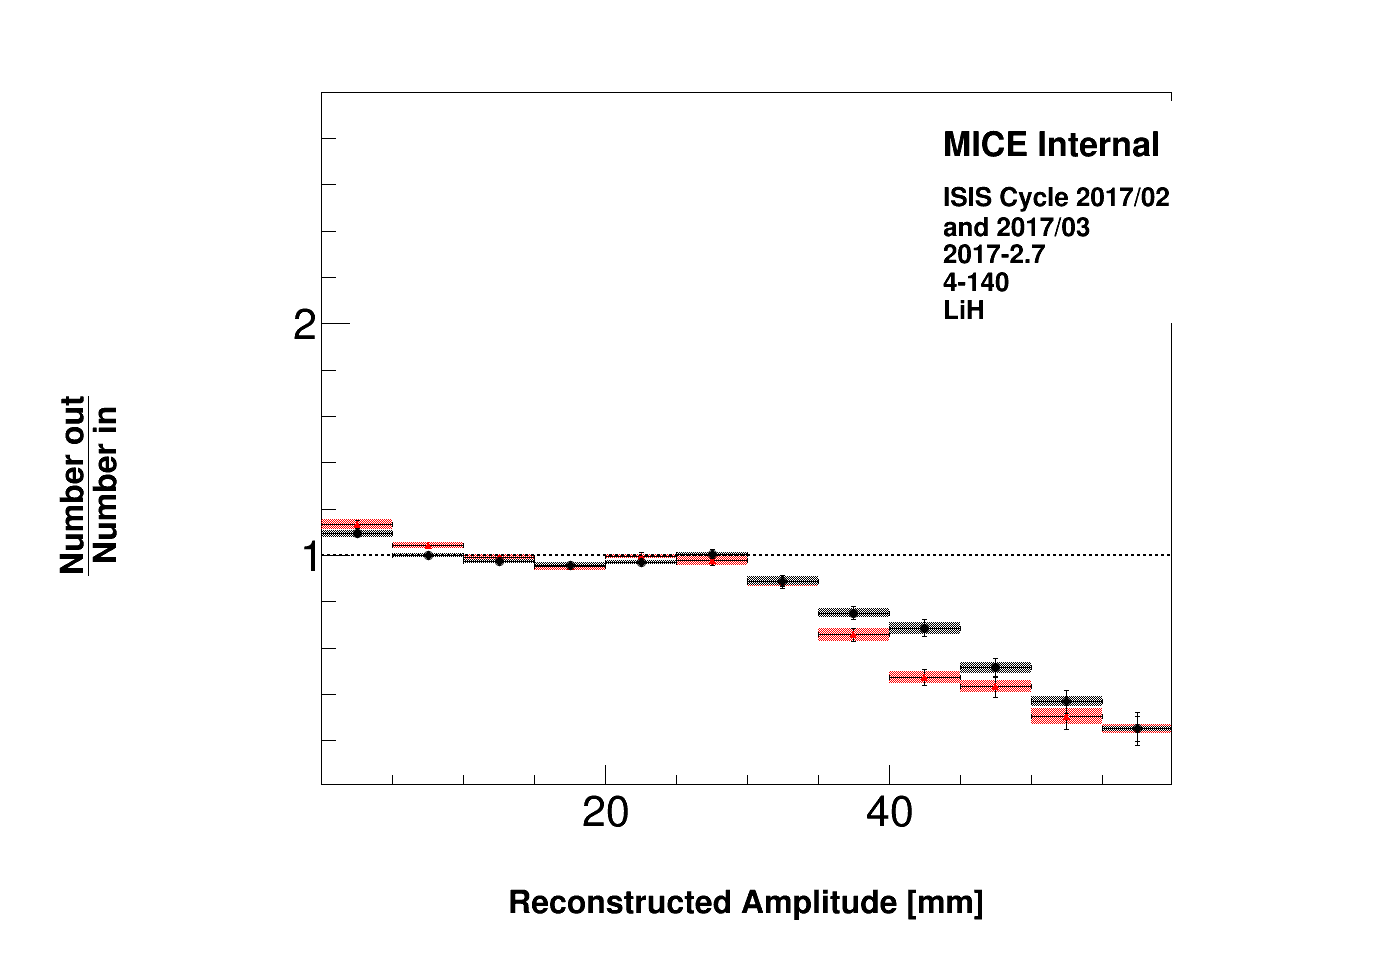 MICE Internal
ISIS Cycle 2017/02
and 2017/03
2017-2.7
4-140
LiH
2
1
Number out
Number in
20
40
Reconstructed Amplitude [mm]